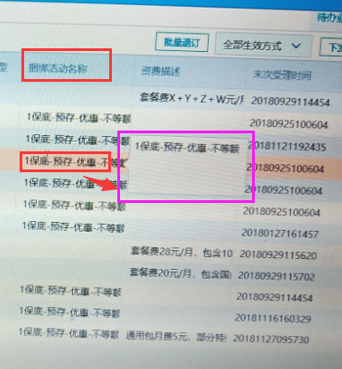 待办业
批量退订 全部生效方式 下发
型 捆绑活动名称 资费描述 末次受理时间
套餐费X+Y+Z+W元/月 20180929114454
1保底-预存-优惠-不等额 20180925100604
1保底-预存-优惠-不等额 20181121192435
1保底-预存-优惠-不等额 20180925100604
1保底-预存-优惠-不等额
1保底-预存-优惠-不等额 20180925100604
1保底-预存-优惠-不等额 20180925100604
1保底-预存-优惠-不等额 20180127161457
套餐费28元/月，包含10 20180929115620
套餐费20元/月，包含国 20180929115702
1保底-预存-优惠-不等额 20180929114454
1保底-预存-优惠-不等额 20181116160329
1保底-预存-优惠-不等额 通用包月费5元，部分特 20181127095730